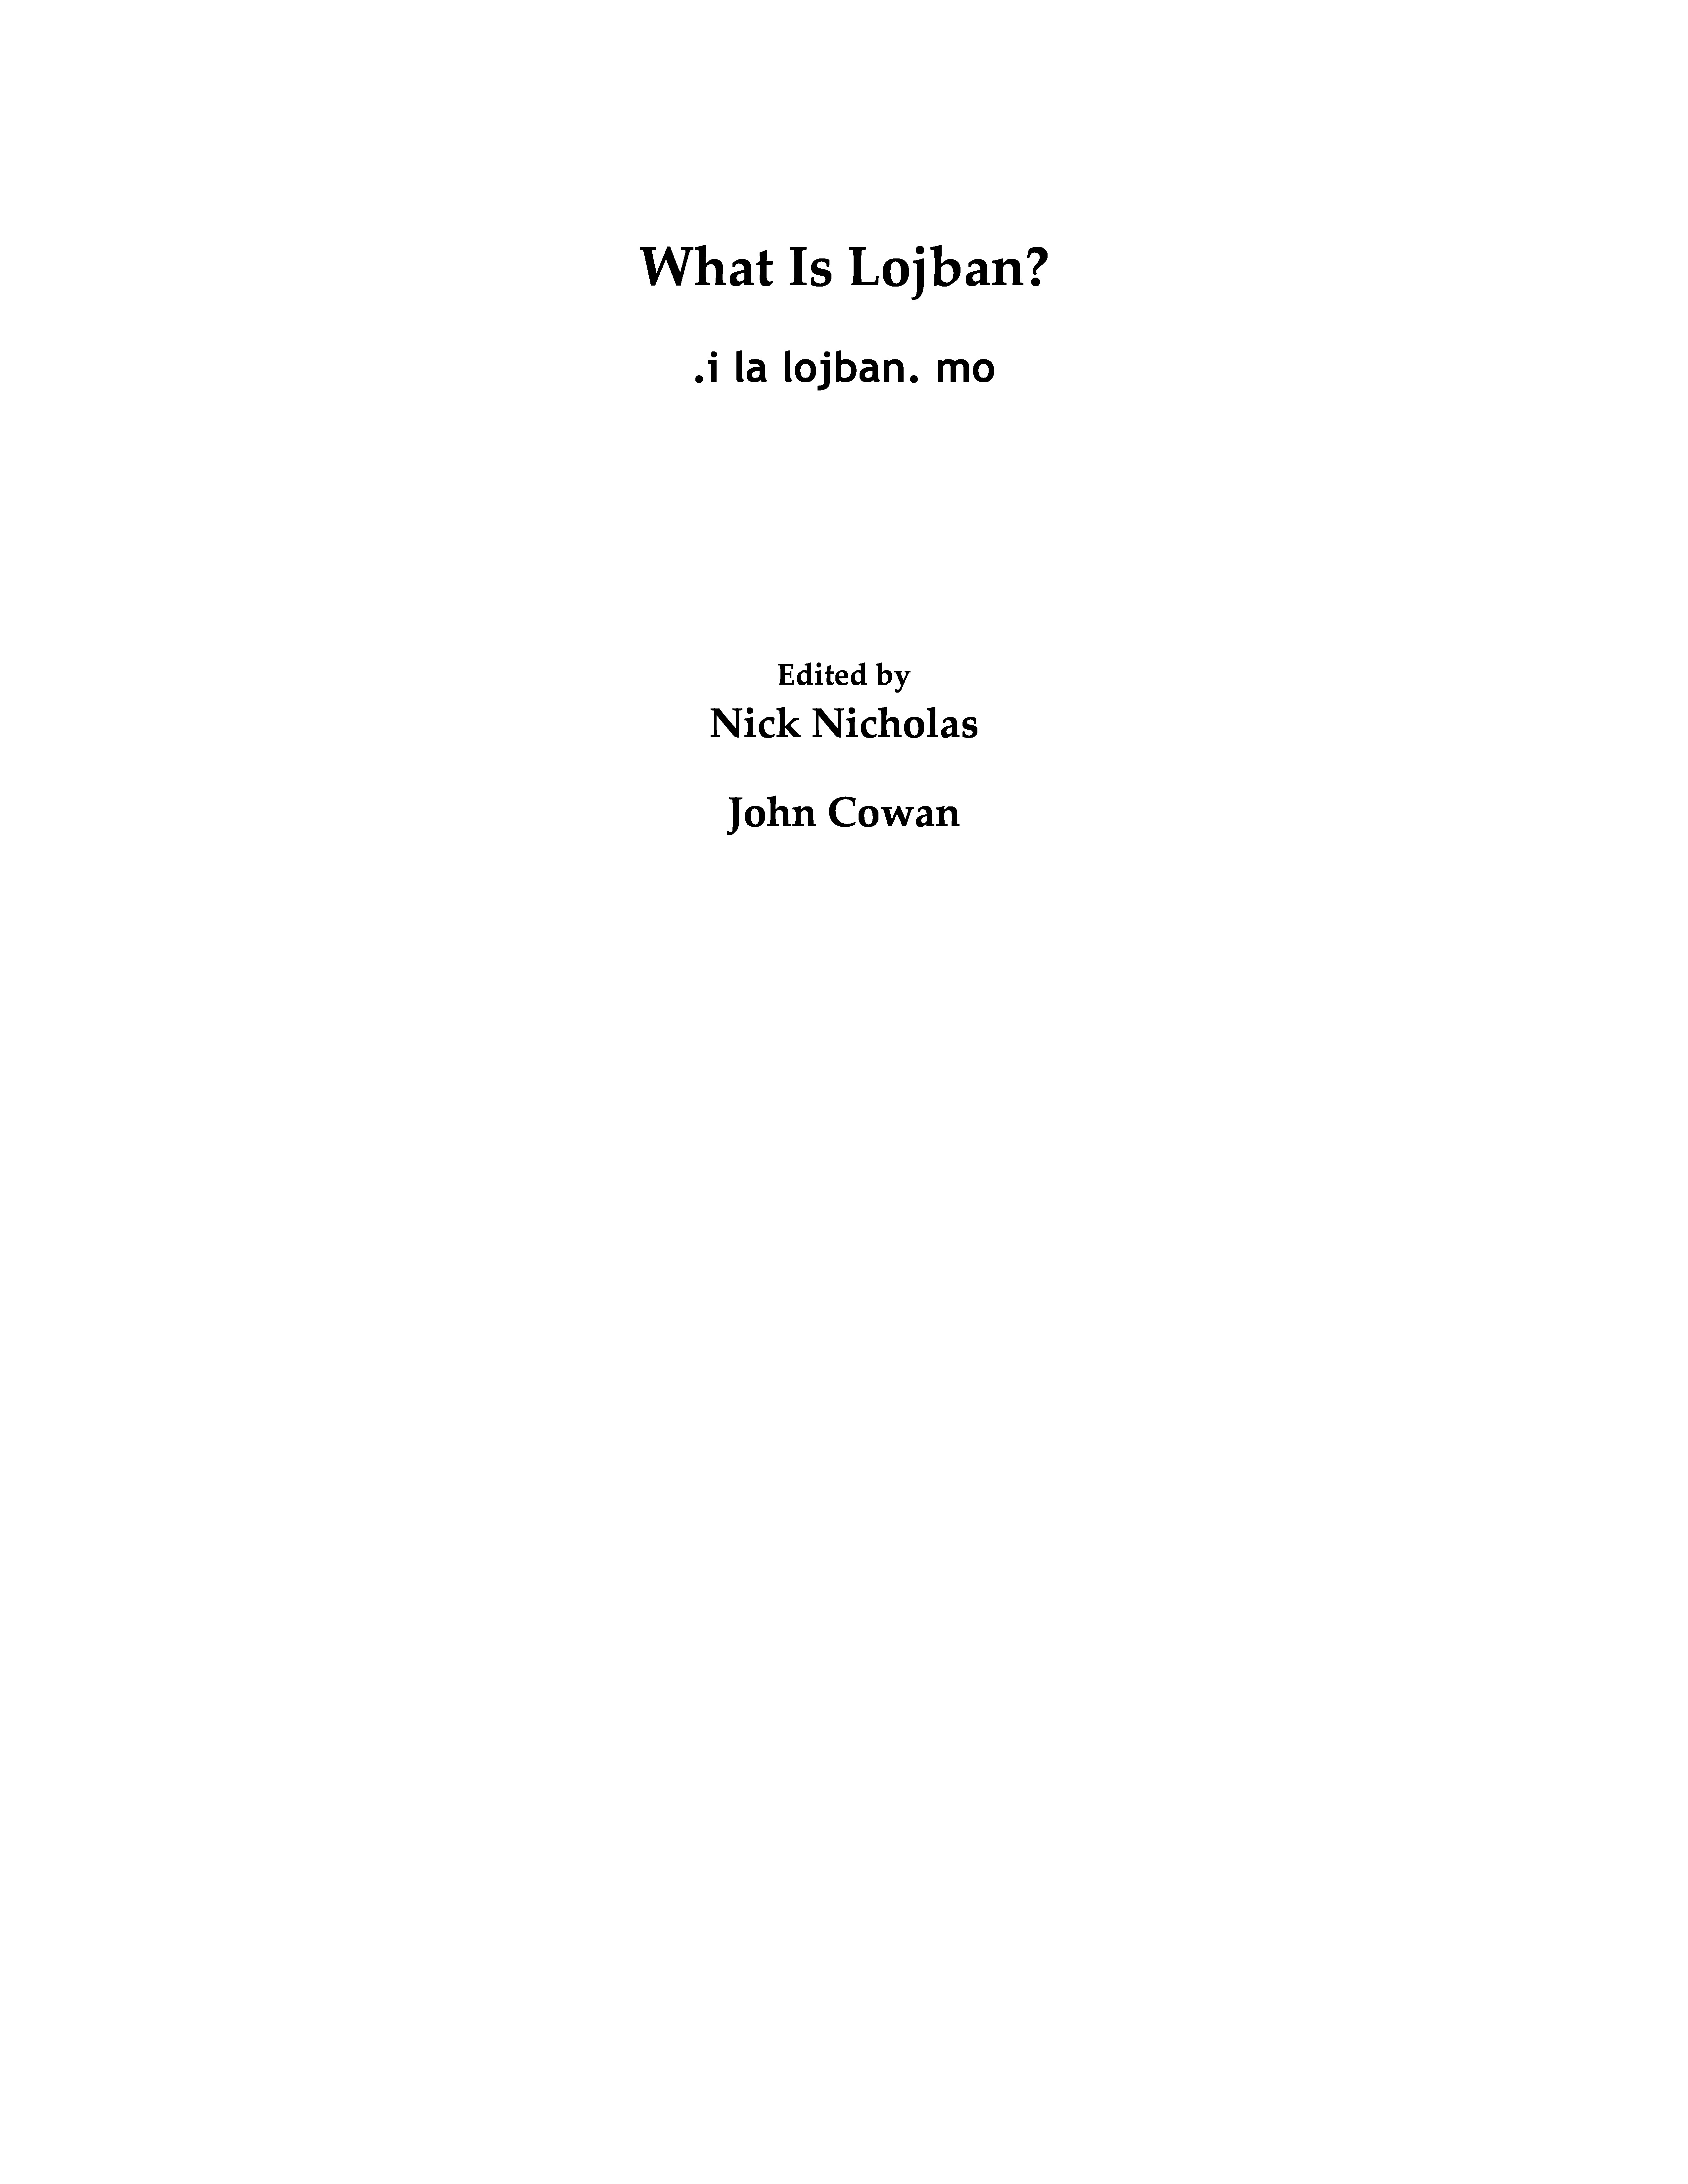 What Is Lojban?
.i la lojban. mo
Edited by
Nick Nicholas
John Cowan